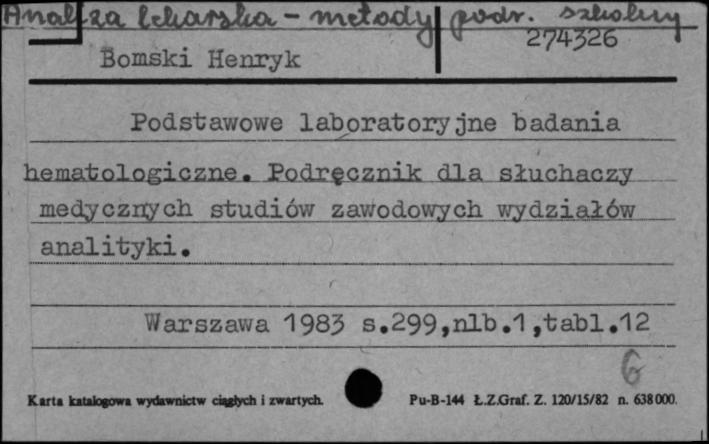 Analiza lekarska - metody podr. szkolny
274326
Bomski Henryk
Podstawowe laboratoryjne badania
hematologiczne. Podręcznik dla słuchaczy
medycznych studiów zawodowych wydziałów
analityki.
Warszawa 1983 s.299,nlb.1,tabl.12
G
Karta katalogowa wydawnictw ciągłych i zwartych.
Pu-B-144 Ł.Z.Graf. Z. 120/15/82 n. 638000.